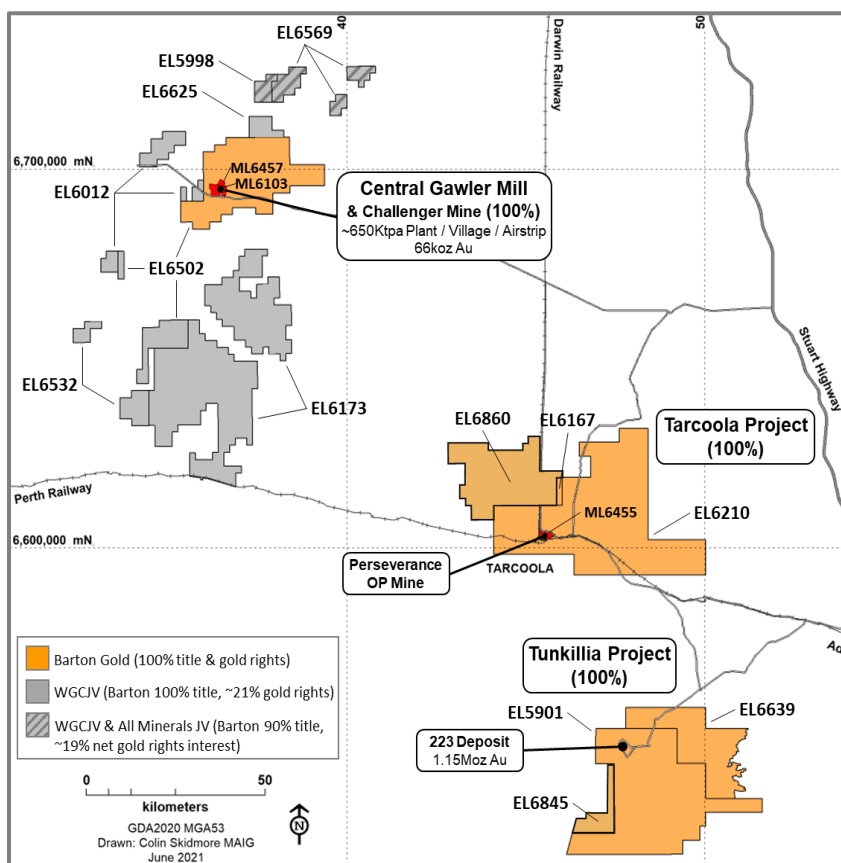 40
50
Darwin Railway
EL6569
EL5998
EL6625
6,700,000 mN
ML6457
ML6103
EL6012
Central Gawler Mill
& Challenger Mine (100%)
~650Ktpa Plant / Village / Airstrip
66koz Au
EL6502
Stuart Highway
EL6532
EL6173
EL6860
EL6167
Tarcoola Project
(100%)
Perth Railway
ML6455
EL6210
6,600,000 mN
Perseverance
OP Mine
TARCOOLA
Barton Gold (100% title & gold rights)
WGCJV (Barton 100% title, ~21% gold rights)
WGCJV & All Minerals JV (Barton 90% title,
~19% net gold rights interest)
Tunkillia Project
(100%)
EL5901
EL6639
223 Deposit
1.15Moz Au
EL6845
0
50
kilometers
GDA2020 MGA53
Drawn: Colin Skidmore MAIG
June 2021
N